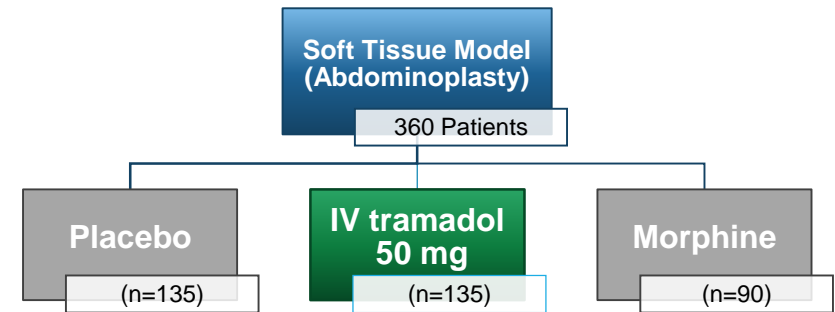 Soft Tissue Model
(Abdominoplasty)
360 Patients
Placebo
(n=135)
IV tramadol
50 mg
(n=135)
Morphine
(n=90)